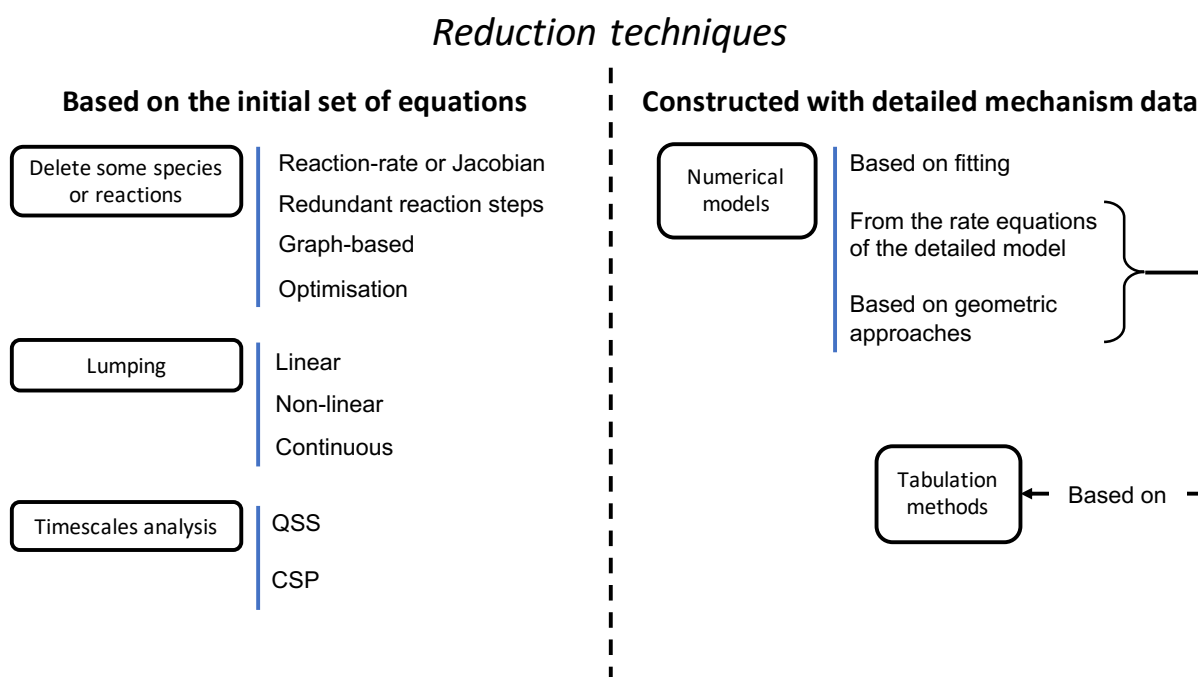 Reduction techniques
Based on the initial set of equations
Delete some species
or reactions
Reaction-rate or Jacobian
Redundant reaction steps
Graph-based
Optimisation
Lumping
Linear
Non-linear
Continuous
Timescales analysis
QSS
CSP
Constructed with detailed mechanism data
Numerical
models
Based on fitting
From the rate equations
of the detailed model
Based on geometric
approaches
Tabulation
methods
Based on